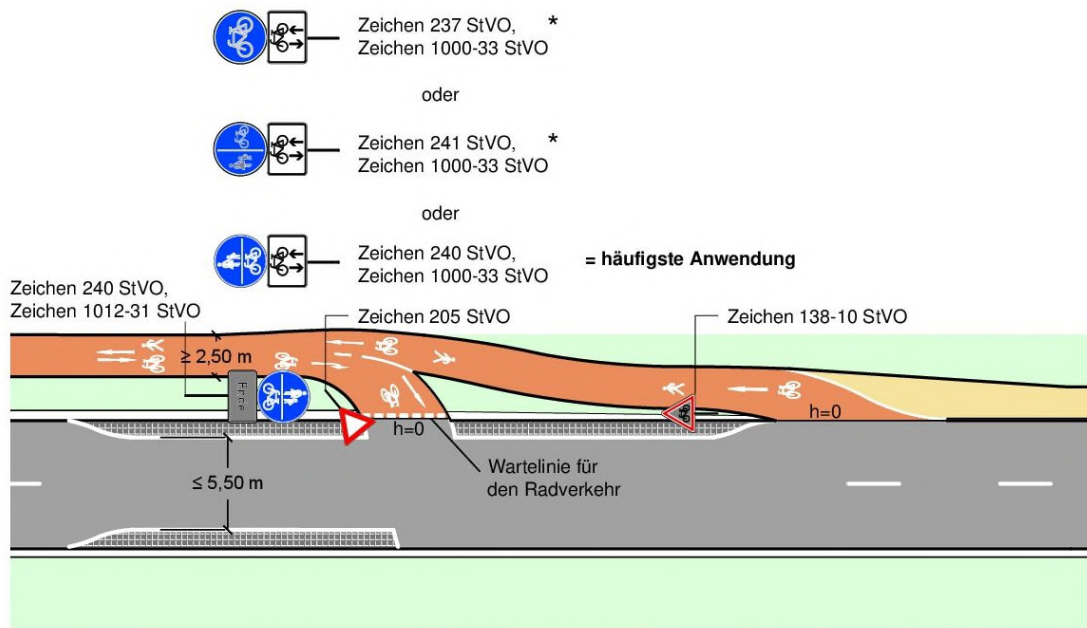 Zeichen 237 StVO, *
Zeichen 1000-33 StVO
oder
Zeichen 241 StVO, *
Zeichen 1000-33 StVO
oder
Zeichen 240 StVO,
Zeichen 1000-33 StVO
= häufigste Anwendung
Zeichen 240 StVO,
Zeichen 1012-31 StVO
Zeichen 205 StVO
Zeichen 138-10 StVO
≥ 2,50 m
Ende
h=0
h=0
Wartelinie für
den Radverkehr
≤ 5,50 m